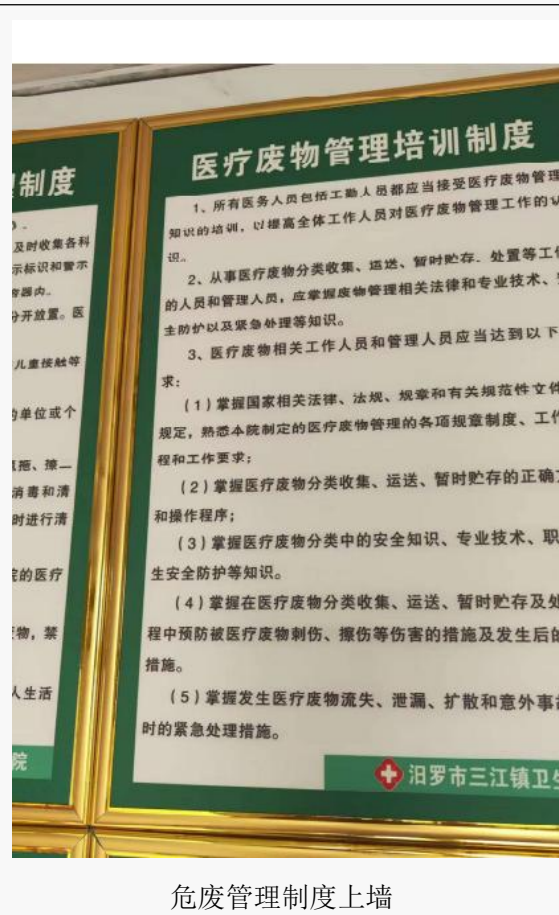 理制度
。
及时收集各科
示标识和警示
容器内。
分开放置。医
儿童接触等
的单位或个
消毒和清
时进行清
院的医疗
物，禁
人生活
院
医疗废物管理培训制度
1、所有医务人员包括工勤人员都应当接受医疗废物管理
知识的培训，以提高全体工作人员对医疗废物管理工作的认
识。
2、从事医疗废物分类收集、运送、暂时贮存、处置等工作
的人员和管理人员，应掌握废物管理相关法律和专业技术、
主防护以及紧急处理等知识。
3、医疗废物相关工作人员和管理人员应当达到以下
求：
（1）掌握国家相关法律、法规、规章和有关规范性文件
规定，熟悉本院制定的医疗废物管理的各项规章制度、工作
程和工作要求；
（2）掌握医疗废物分类收集、运送、暂时贮存的正确方
和操作程序；
（3）掌握医疗废物分类中的安全知识、专业技术、职
生安全防护等知识。
（4）掌握在医疗废物分类收集、运送、暂时贮存及处
程中预防被医疗废物刺伤、擦伤等伤害的措施及发生后的
措施。
（5）掌握发生医疗废物流失、泄漏、扩散和意外事故
时的紧急处理措施。
汨罗市三江镇卫生
危废管理制度上墙